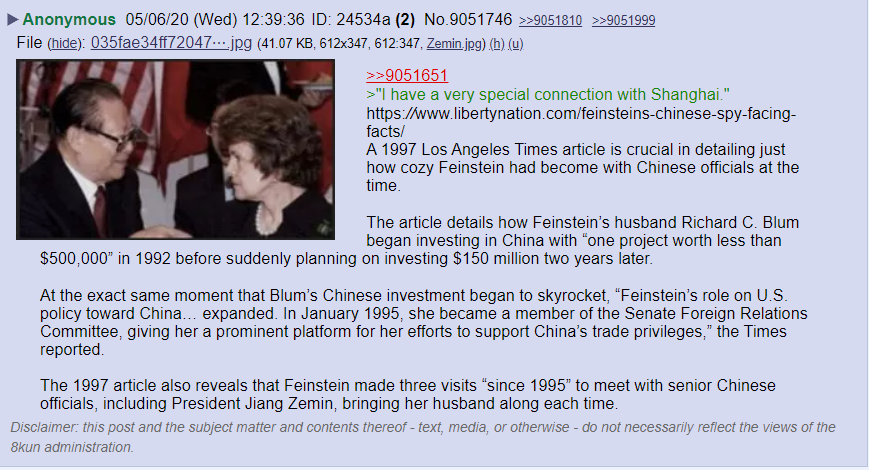 ▶Anonymous 05/06/20 (Wed) 12:39:36 ID: 24534a (2) No.9051746 >>9051810 >>9051999
File (hide): 035fae34ff72047⋯.jpg (41.07 KB, 612x347, 612:347, Zemin.jpg) (h) (u)
>>9051651
>"I have a very special connection with Shanghai."
https://www.libertynation.com/feinsteins-chinese-spy-facing-
facts/
A 1997 Los Angeles Times article is crucial in detailing just
how cozy Feinstein had become with Chinese officials at the
time.
The article details how Feinstein’s husband Richard C. Blum
began investing in China with “one project worth less than
$500,000” in 1992 before suddenly planning on investing $150 million two years later.
At the exact same moment that Blum’s Chinese investment began to skyrocket, “Feinstein’s role on U.S.
policy toward China… expanded. In January 1995, she became a member of the Senate Foreign Relations
Committee, giving her a prominent platform for her efforts to support China’s trade privileges,” the Times
reported.
The 1997 article also reveals that Feinstein made three visits “since 1995” to meet with senior Chinese
officials, including President Jiang Zemin, bringing her husband along each time.
Disclaimer: this post and the subject matter and contents thereof - text, media, or otherwise - do not necessarily reflect the views of the
8kun administration.